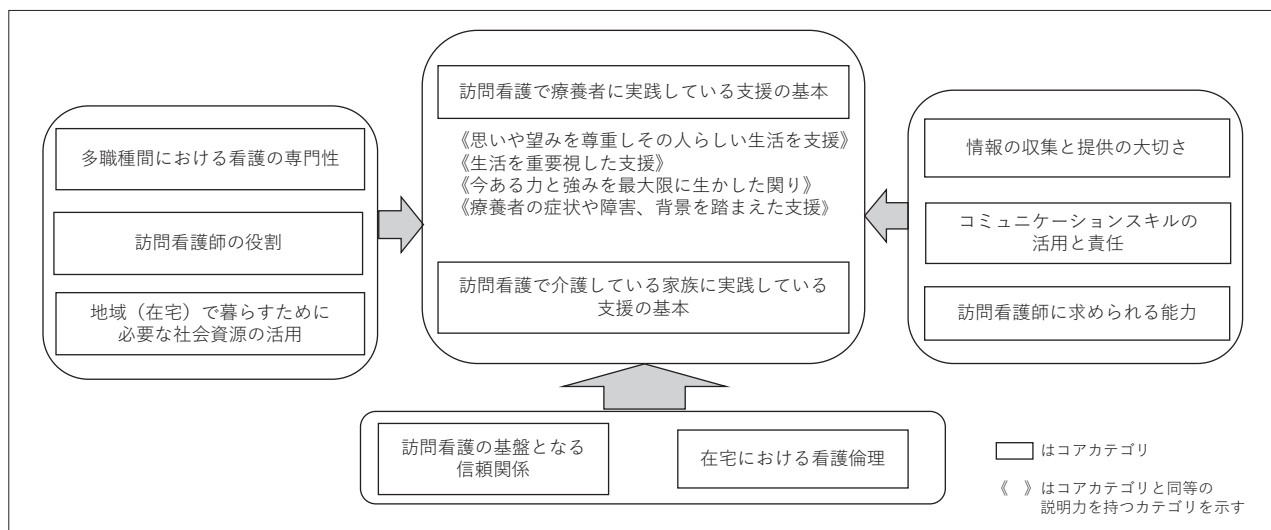 訪問看護で療養者に実践している支援の基本
《思いや望みを尊重しその人らしい生活を支援》
《生活を重要視した支援》
《今ある力と強みを最大限に生かした関り》
《療養者の症状や障害、背景を踏まえた支援》
訪問看護で介護している家族に実践している
支援の基本
多職種間における看護の専門性
訪問看護師の役割
地域（在宅）で暮らすために
必要な社会資源の活用
情報の収集と提供の大切さ
コミュニケーションスキルの
活用と責任
訪問看護師に求められる能力
訪問看護の基盤となる
信頼関係
在宅における看護倫理
はコアカテゴリ
《　》はコアカテゴリと同等の
説明力を持つカテゴリを示す